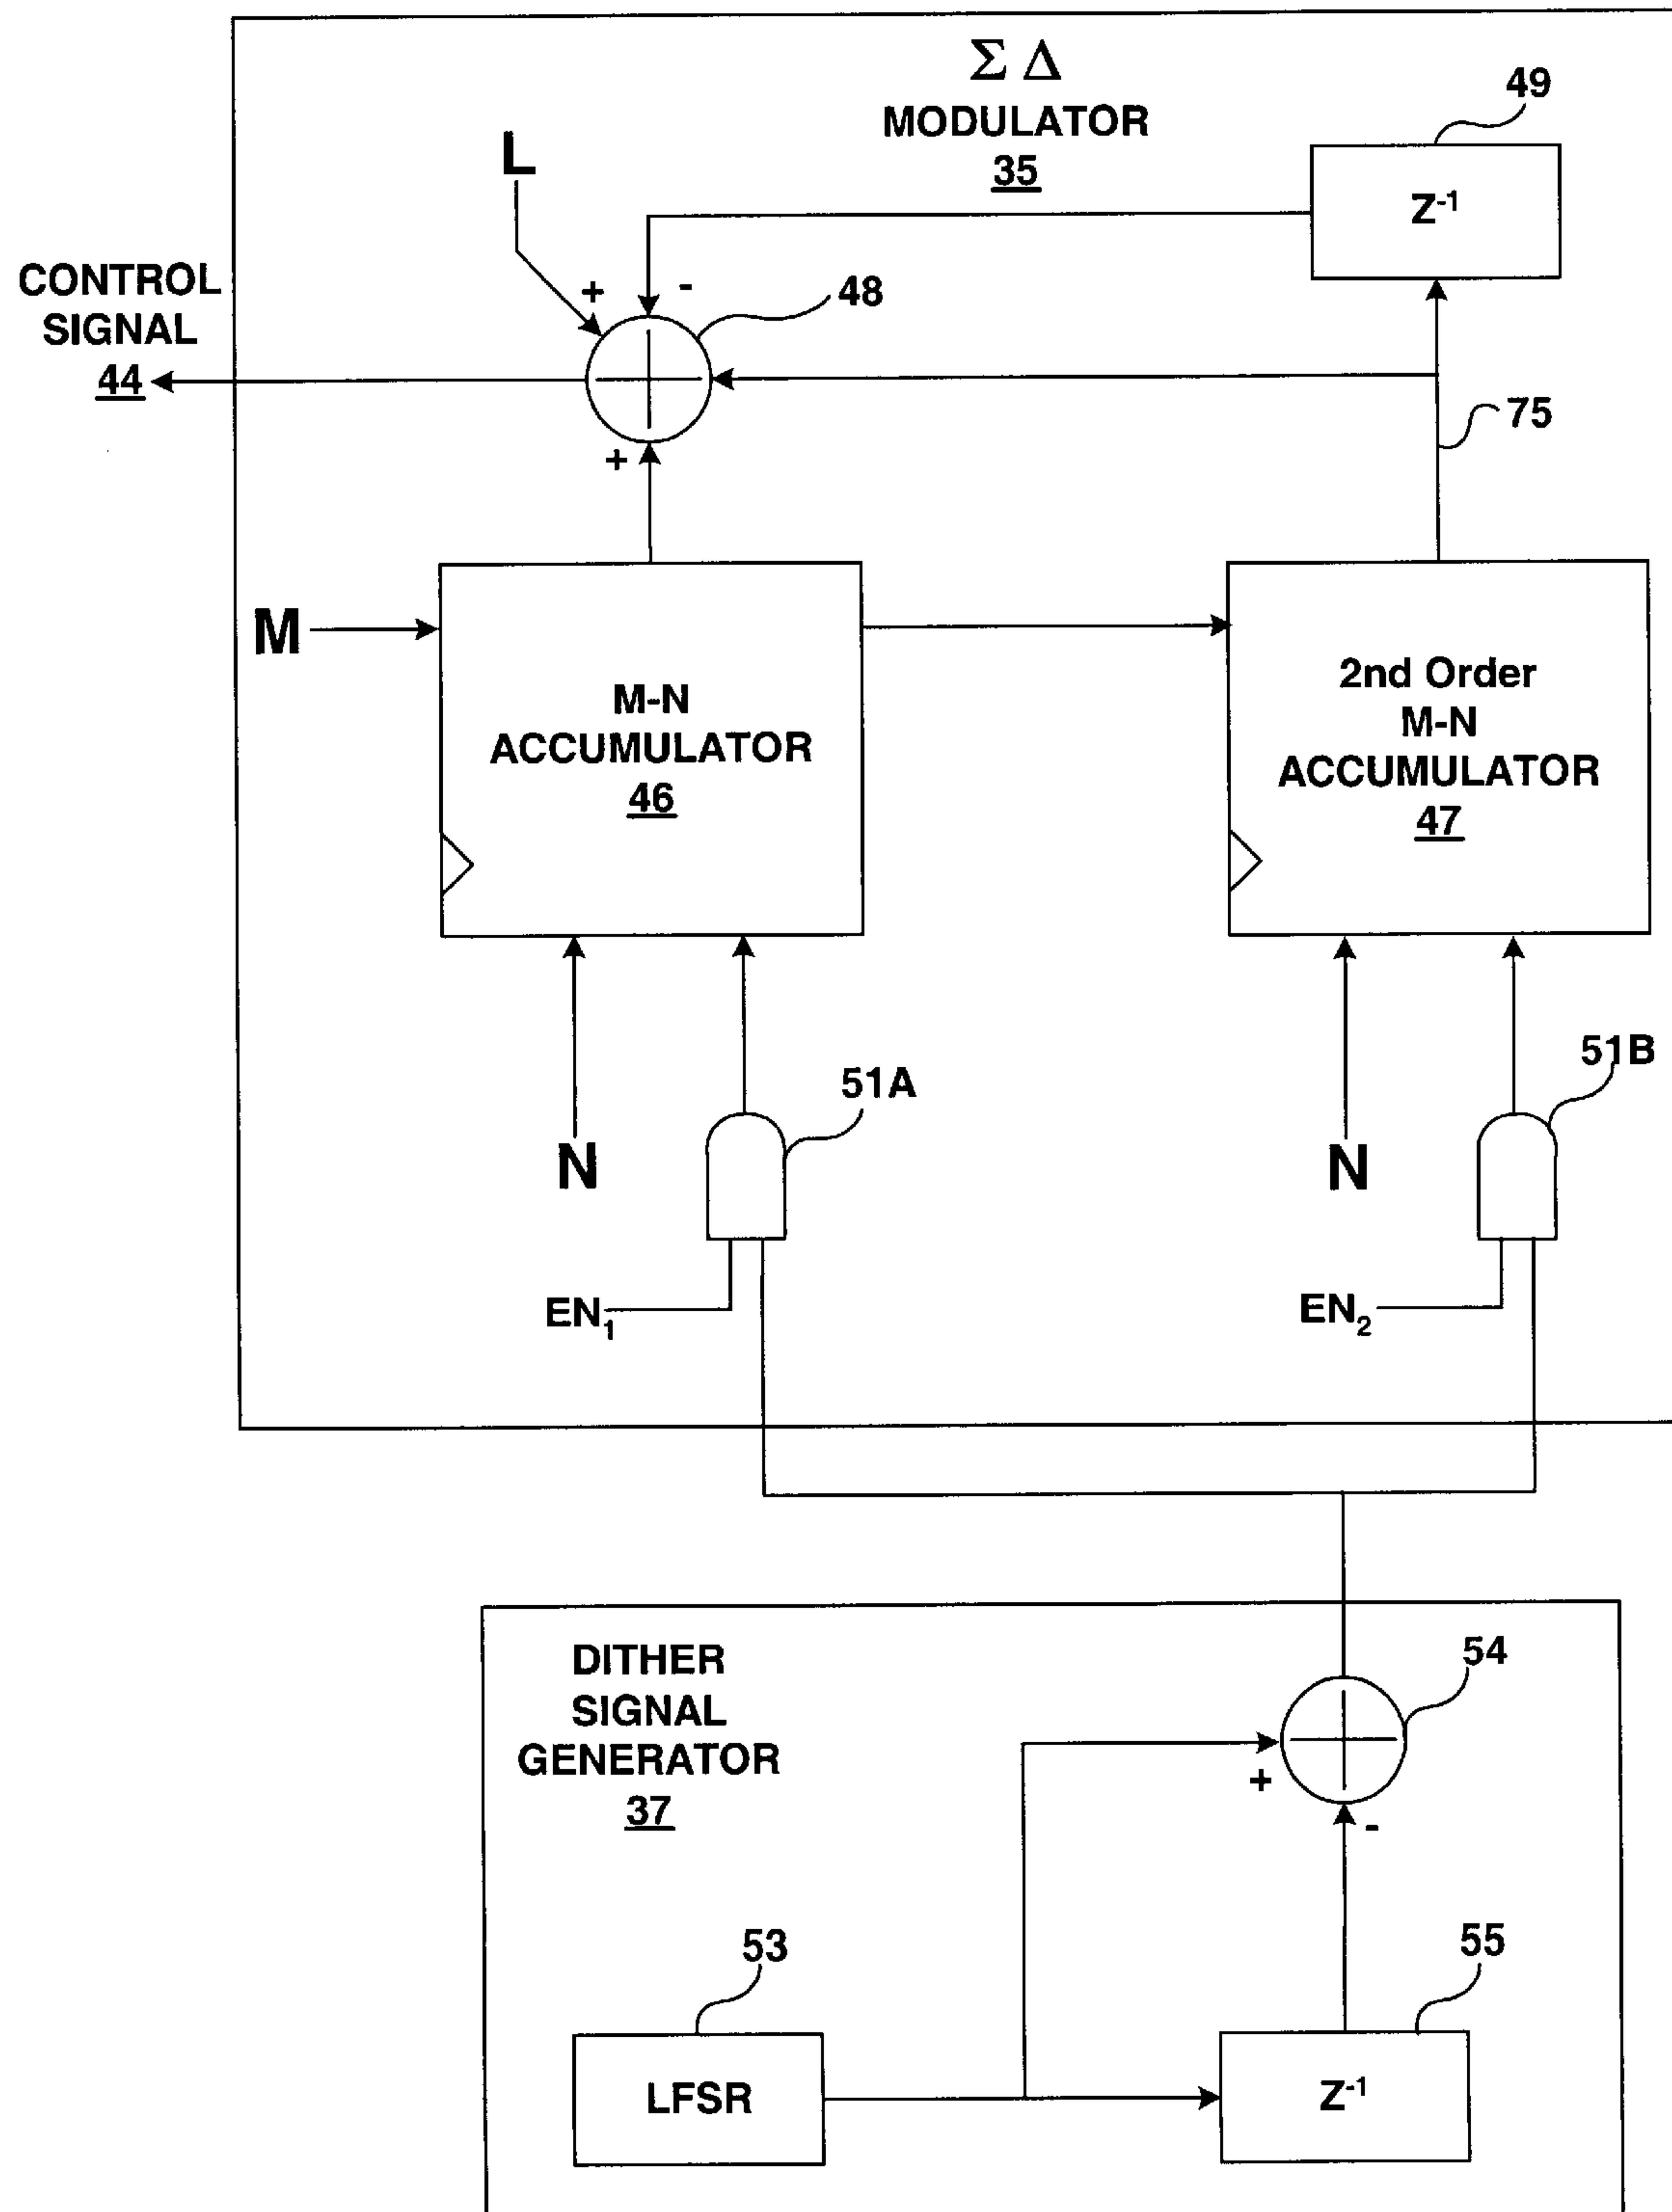 Σ Δ
MODULATOR
35
49
Z-1
L
+
-
48
CONTROL
SIGNAL
44
75
+
M
M-N
ACCUMULATOR
46
2nd Order
M-N
ACCUMULATOR
47
51A
51B
N
N
EN1
EN2
DITHER
SIGNAL
GENERATOR
37
54
+
-
53
55
LFSR
Z-1